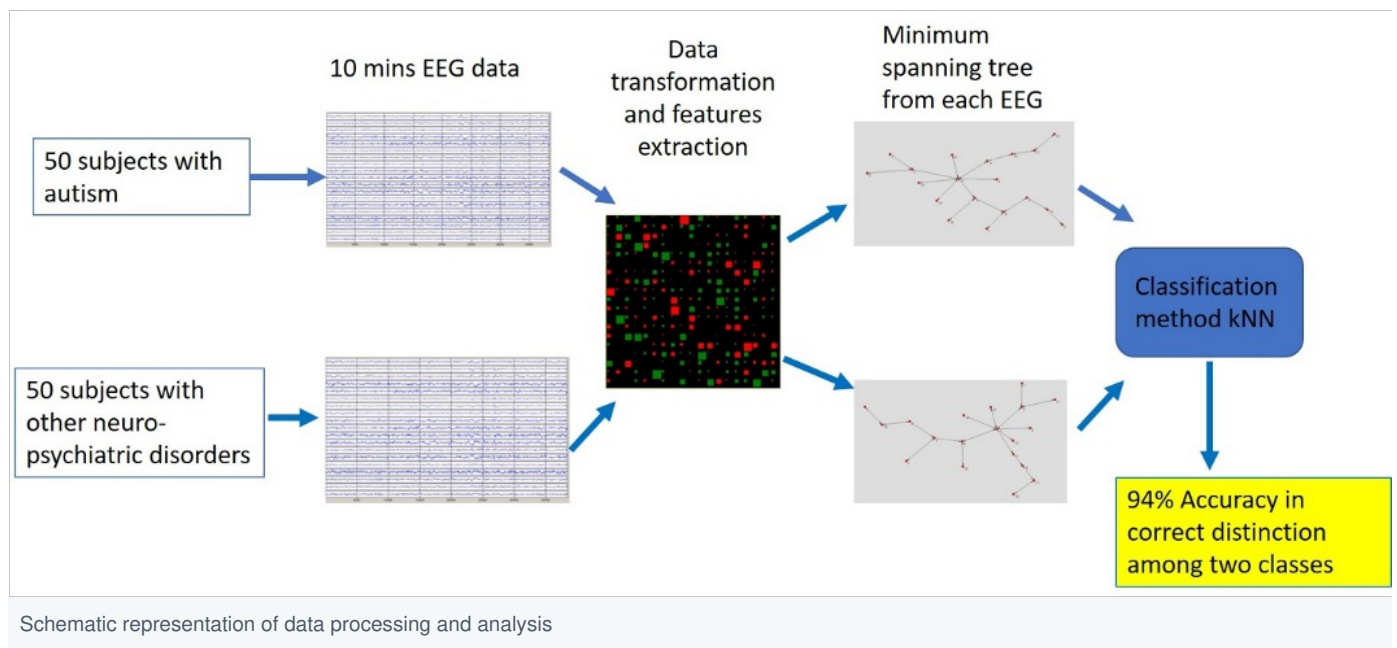 10 mins EEG data
Data
transformation
and features
extraction
Minimum
spanning tree
from each EEG
50 subjects with
autism
50 subjects with
other neuro-
psychiatric disorders
Classification
method kNN
94% Accuracy in
correct distinction
among two classes
Schematic representation of data processing and analysis